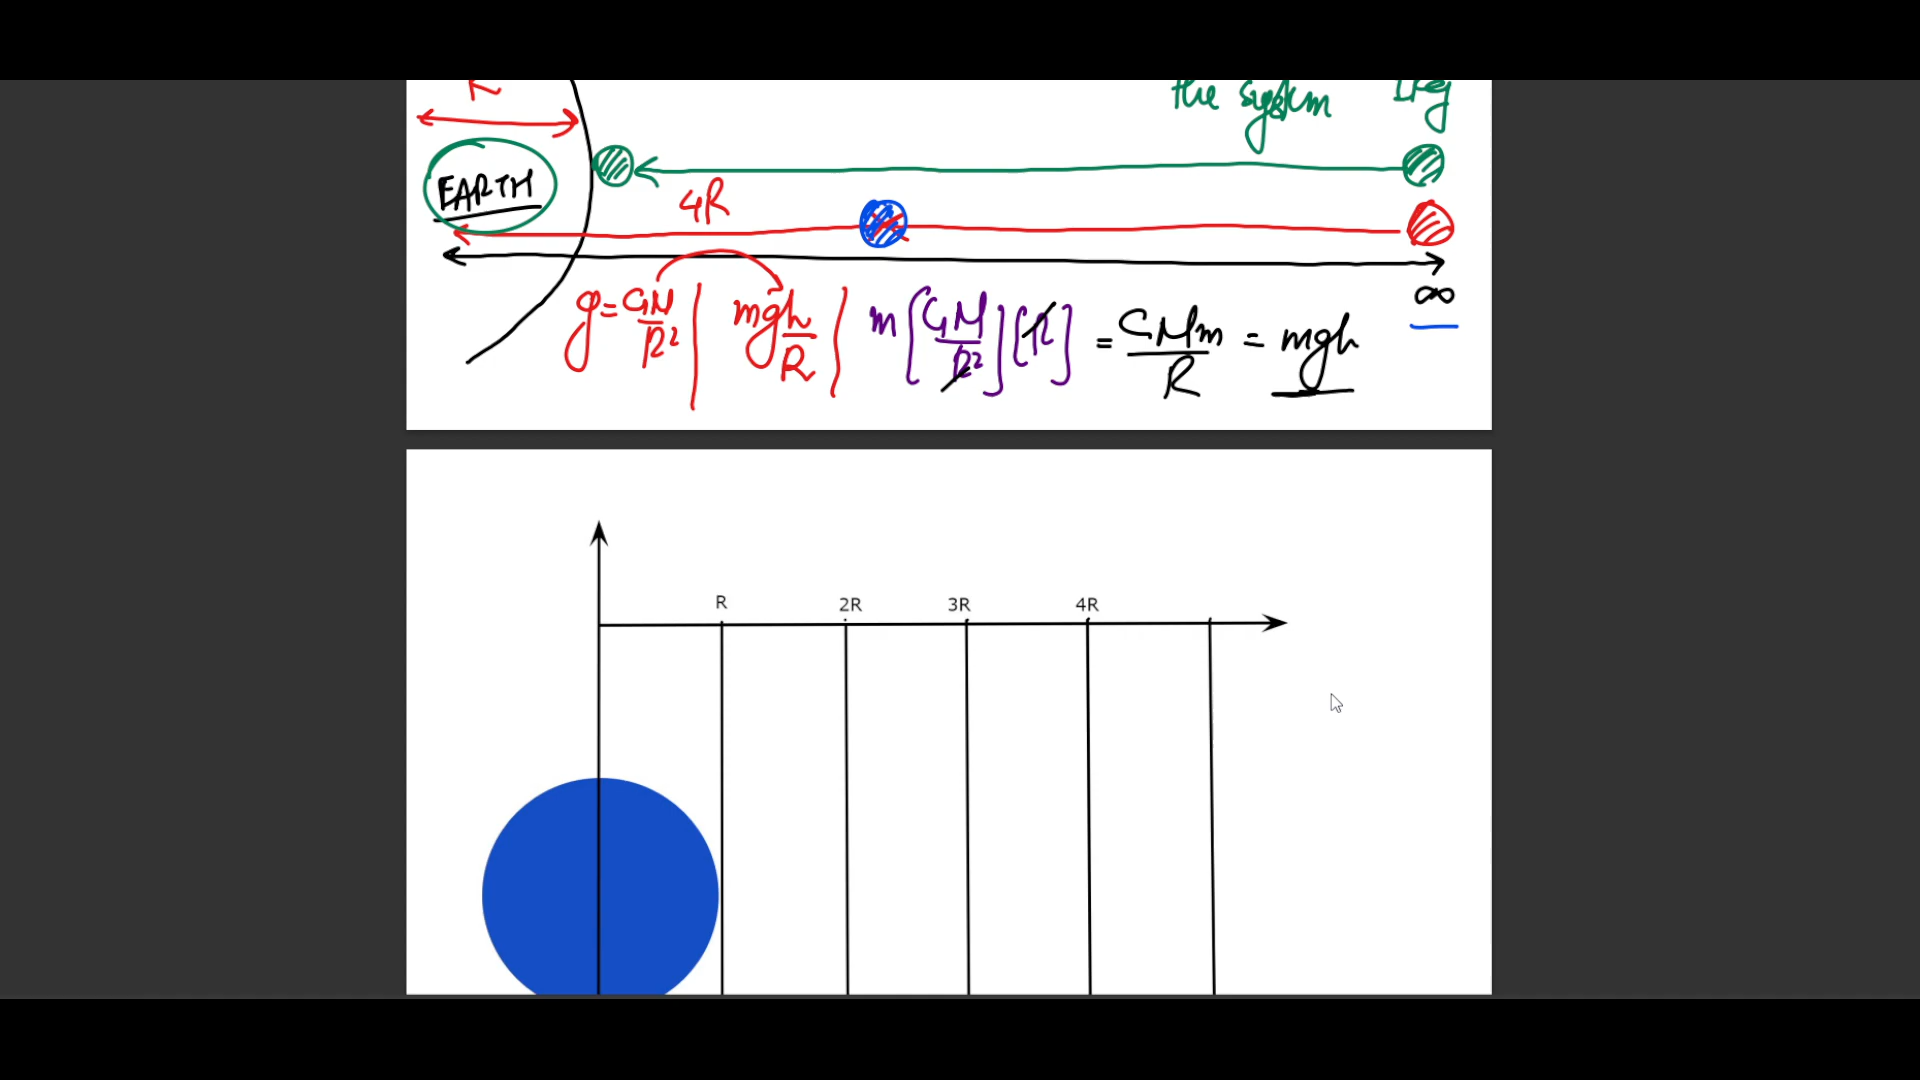 the system
EARTH
4R
∞
g = GM/R² | mgh/R | m[GM/R²][R] = GMm/R = mgh
R 2R 3R 4R